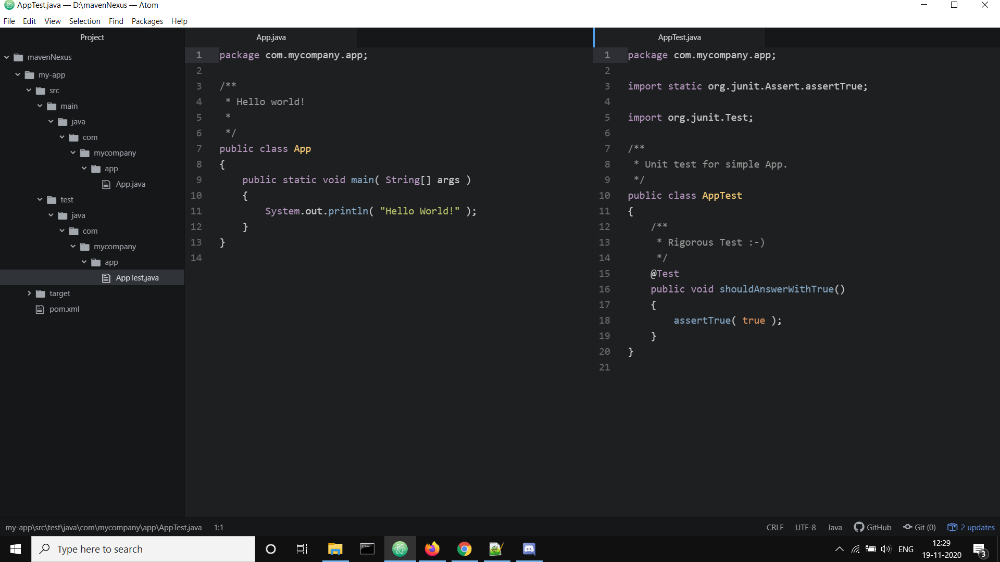 AppTest.java — D:\mavenNexus — Atom
File Edit View Selection Find Packages Help
Project
mavenNexus
my-app
src
main
java
com
mycompany
app
App.java
test
java
com
mycompany
app
AppTest.java
target
pom.xml
App.java
1 package com.mycompany.app;
2
3 /**
4  * Hello world!
5  *
6  */
7 public class App
8 {
9     public static void main( String[] args )
10     {
11         System.out.println( "Hello World!" );
12     }
13 }
14
AppTest.java
1 package com.mycompany.app;
2
3 import static org.junit.Assert.assertTrue;
4
5 import org.junit.Test;
6
7 /**
8  * Unit test for simple App.
9  */
10 public class AppTest
11 {
12     /**
13      * Rigorous Test :-)
14      */
15     @Test
16     public void shouldAnswerWithTrue()
17     {
18         assertTrue( true );
19     }
20 }
21
my-app\src\test\java\com\mycompany\app\AppTest.java 1:1
CRLF UTF-8 Java GitHub Git (0) 2 updates
Type here to search
ENG
12:29
19-11-2020
3